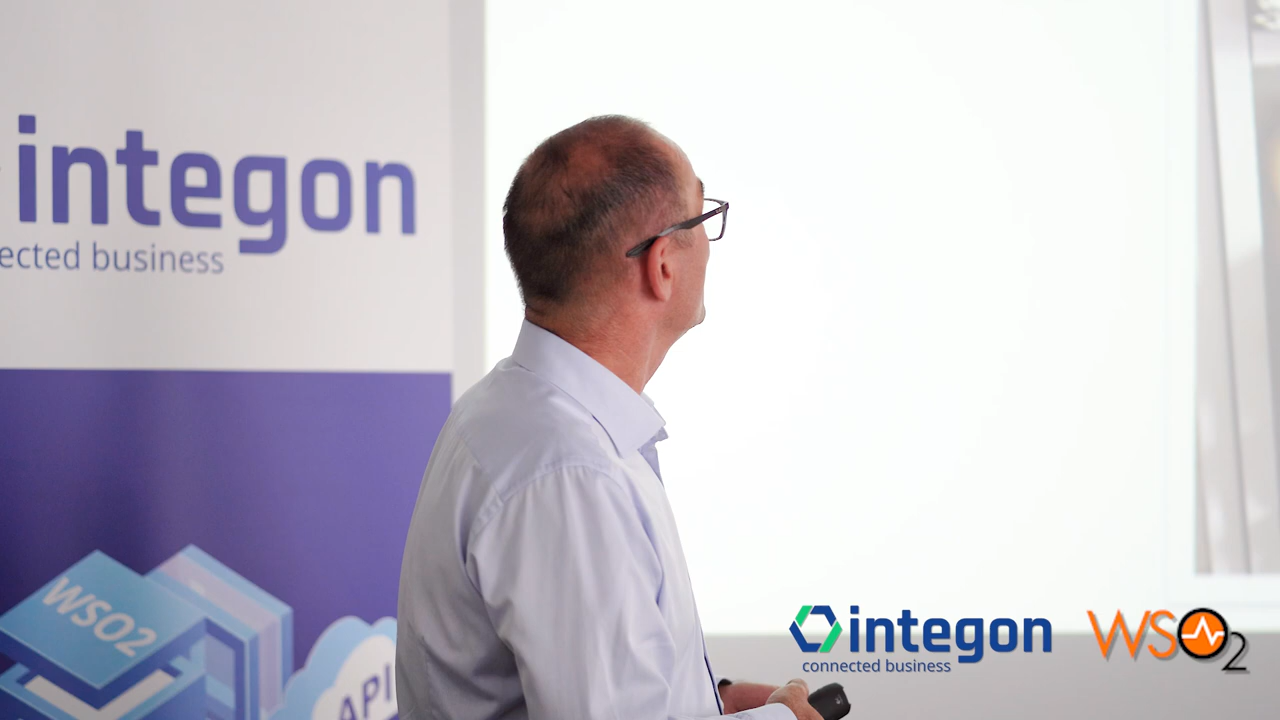 integon
ected business
WSO2
API
integon
connected business
WSO2